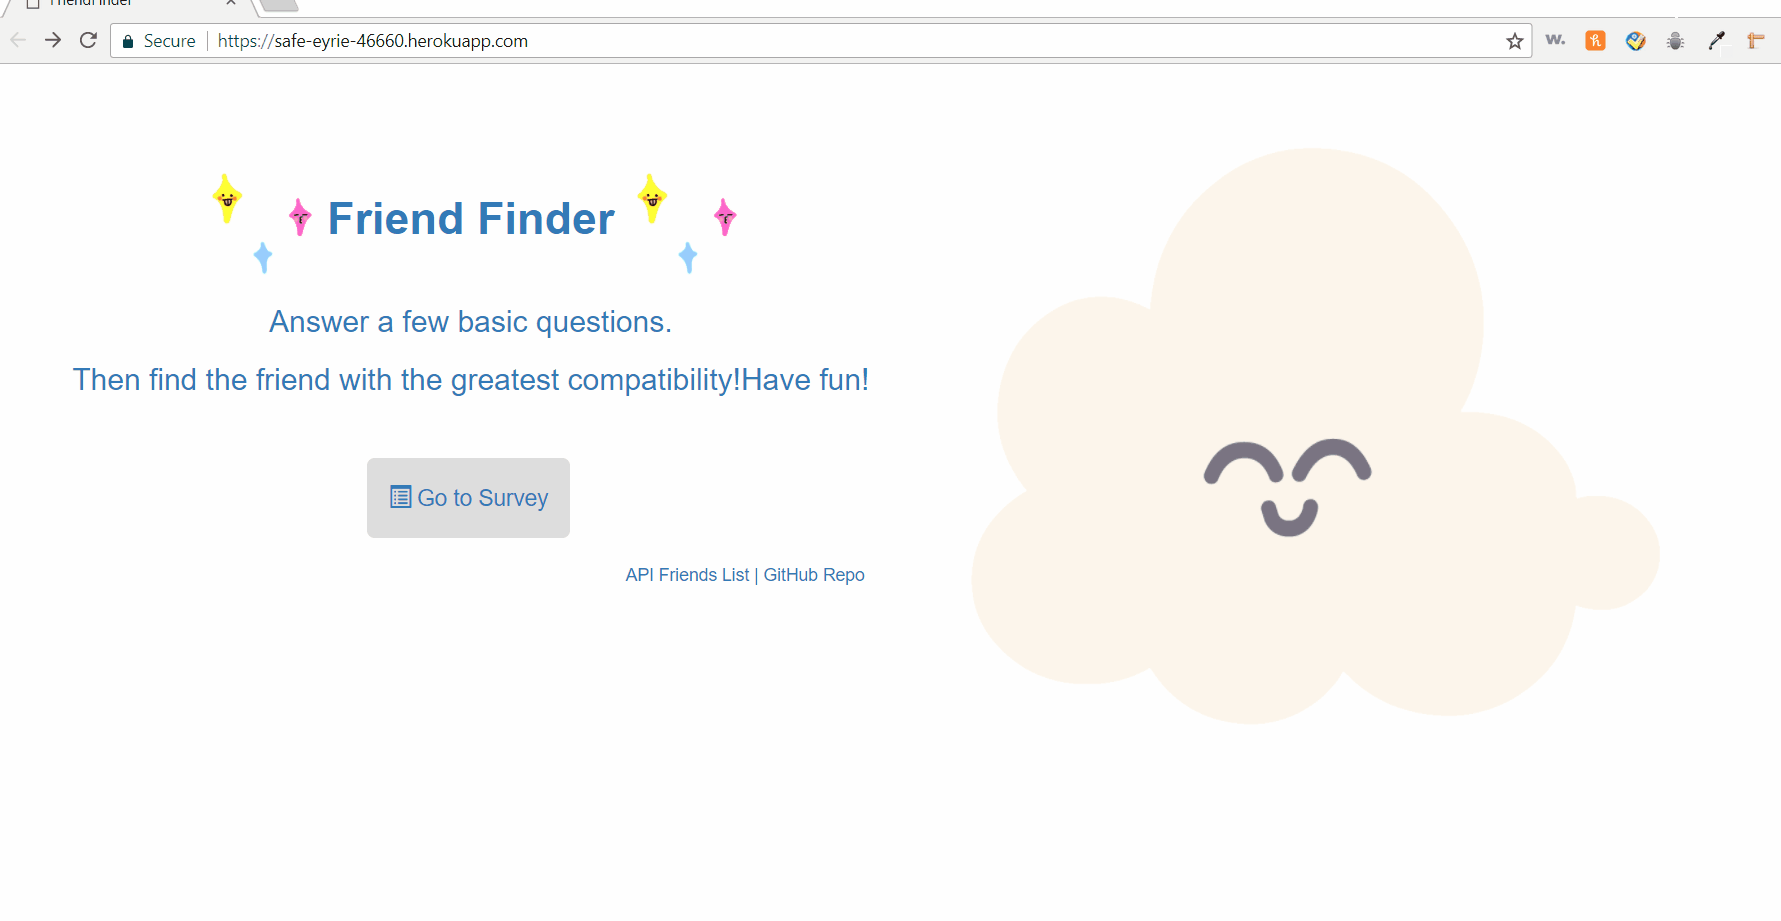 FriendFinder
Secure
https://safe-eyrie-46660.herokuapp.com
w.
h
Friend Finder
Answer a few basic questions.
Then find the friend with the greatest compatibility!Have fun!
Go to Survey
API Friends List | GitHub Repo